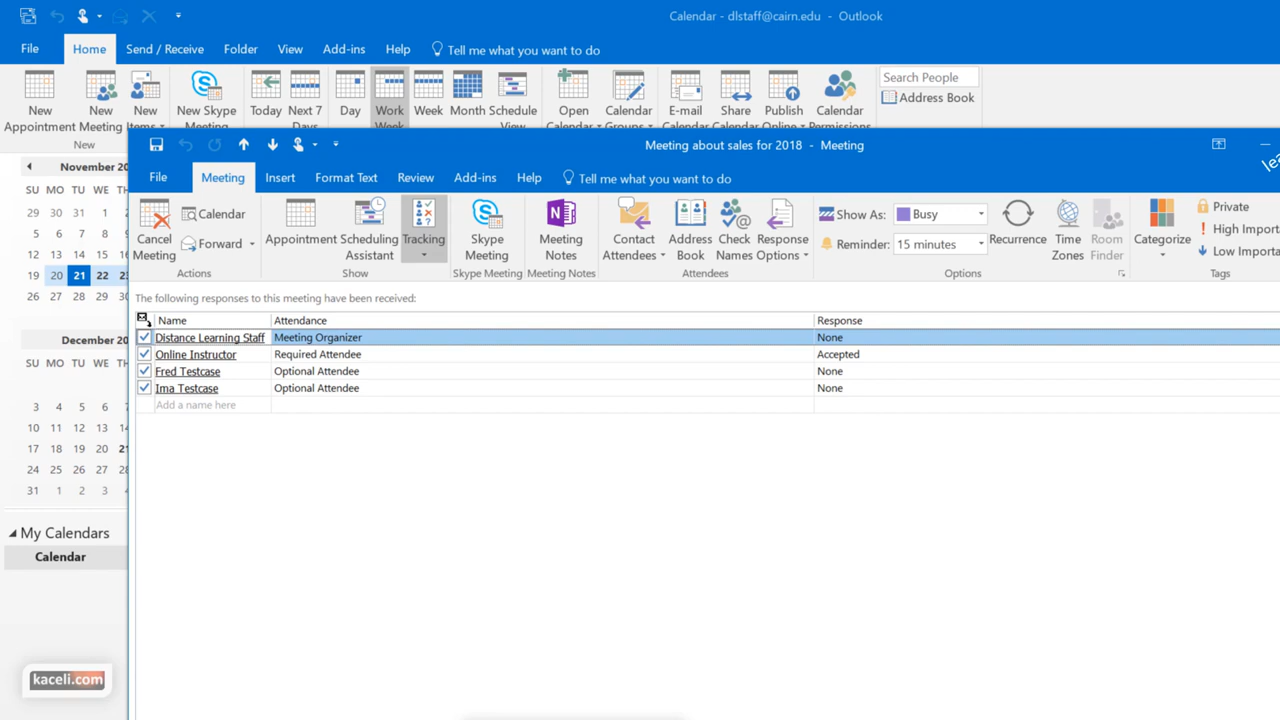 Calendar - dlstaff@cairn.edu - Outlook
File Home Send / Receive Folder View Add-ins Help Tell me what you want to do
New Appointment
New Meeting
New Items
New Skype Meeting
Today
Next 7 Days
Day
Work Week
Week
Month
Schedule View
Open Calendar
Calendar Groups
E-mail Calendar
Share Calendar
Publish Online
Calendar Permissions
Search People
Address Book
New
Meeting about sales for 2018 - Meeting
File Meeting Insert Format Text Review Add-ins Help Tell me what you want to do
Cancel Meeting
Calendar
Forward
Appointment
Scheduling Assistant
Tracking
Skype Meeting
Meeting Notes
Contact Attendees
Address Book
Check Names
Response Options
Show As: Busy
Reminder: 15 minutes
Recurrence
Time Zones
Room Finder
Categorize
Private
High Import
Low Importa
Actions Show Skype Meeting Meeting Notes Attendees Options Tags
The following responses to this meeting have been received:
Name Attendance Response
Distance Learning Staff Meeting Organizer None
Online Instructor Required Attendee Accepted
Fred Testcase Optional Attendee None
Ima Testcase Optional Attendee None
Add a name here
November 20
SU MO TU WE TH
29 30 31 1 2
5 6 7 8 9
12 13 14 15 16
19 20 21 22 23
26 27 28 29 30
December 20
SU MO TU WE TH
3 4 5 6 7
10 11 12 13 14
17 18 19 20 21
24 25 26 27 28
31 1 2 3 4
My Calendars
Calendar
kaceli.com